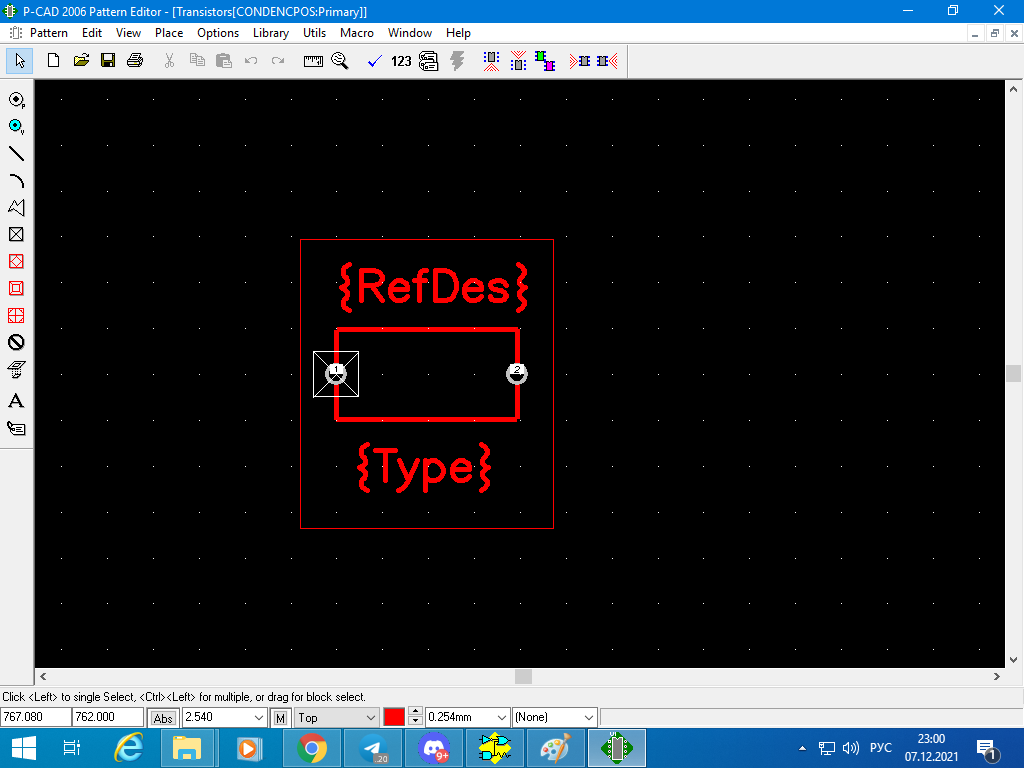 P-CAD 2006 Pattern Editor - [Transistors[CONDENCPOS:Primary]]
Pattern Edit View Place Options Library Utils Macro Window Help
123
{RefDes}
1 2
{Type}
Click <Left> to single Select, <Ctrl><Left> for multiple, or drag for block select.
767.080 762.000 Abs 2.540 M Top 0.254mm (None)
20 9+ РУС 23:00
07.12.2021 1